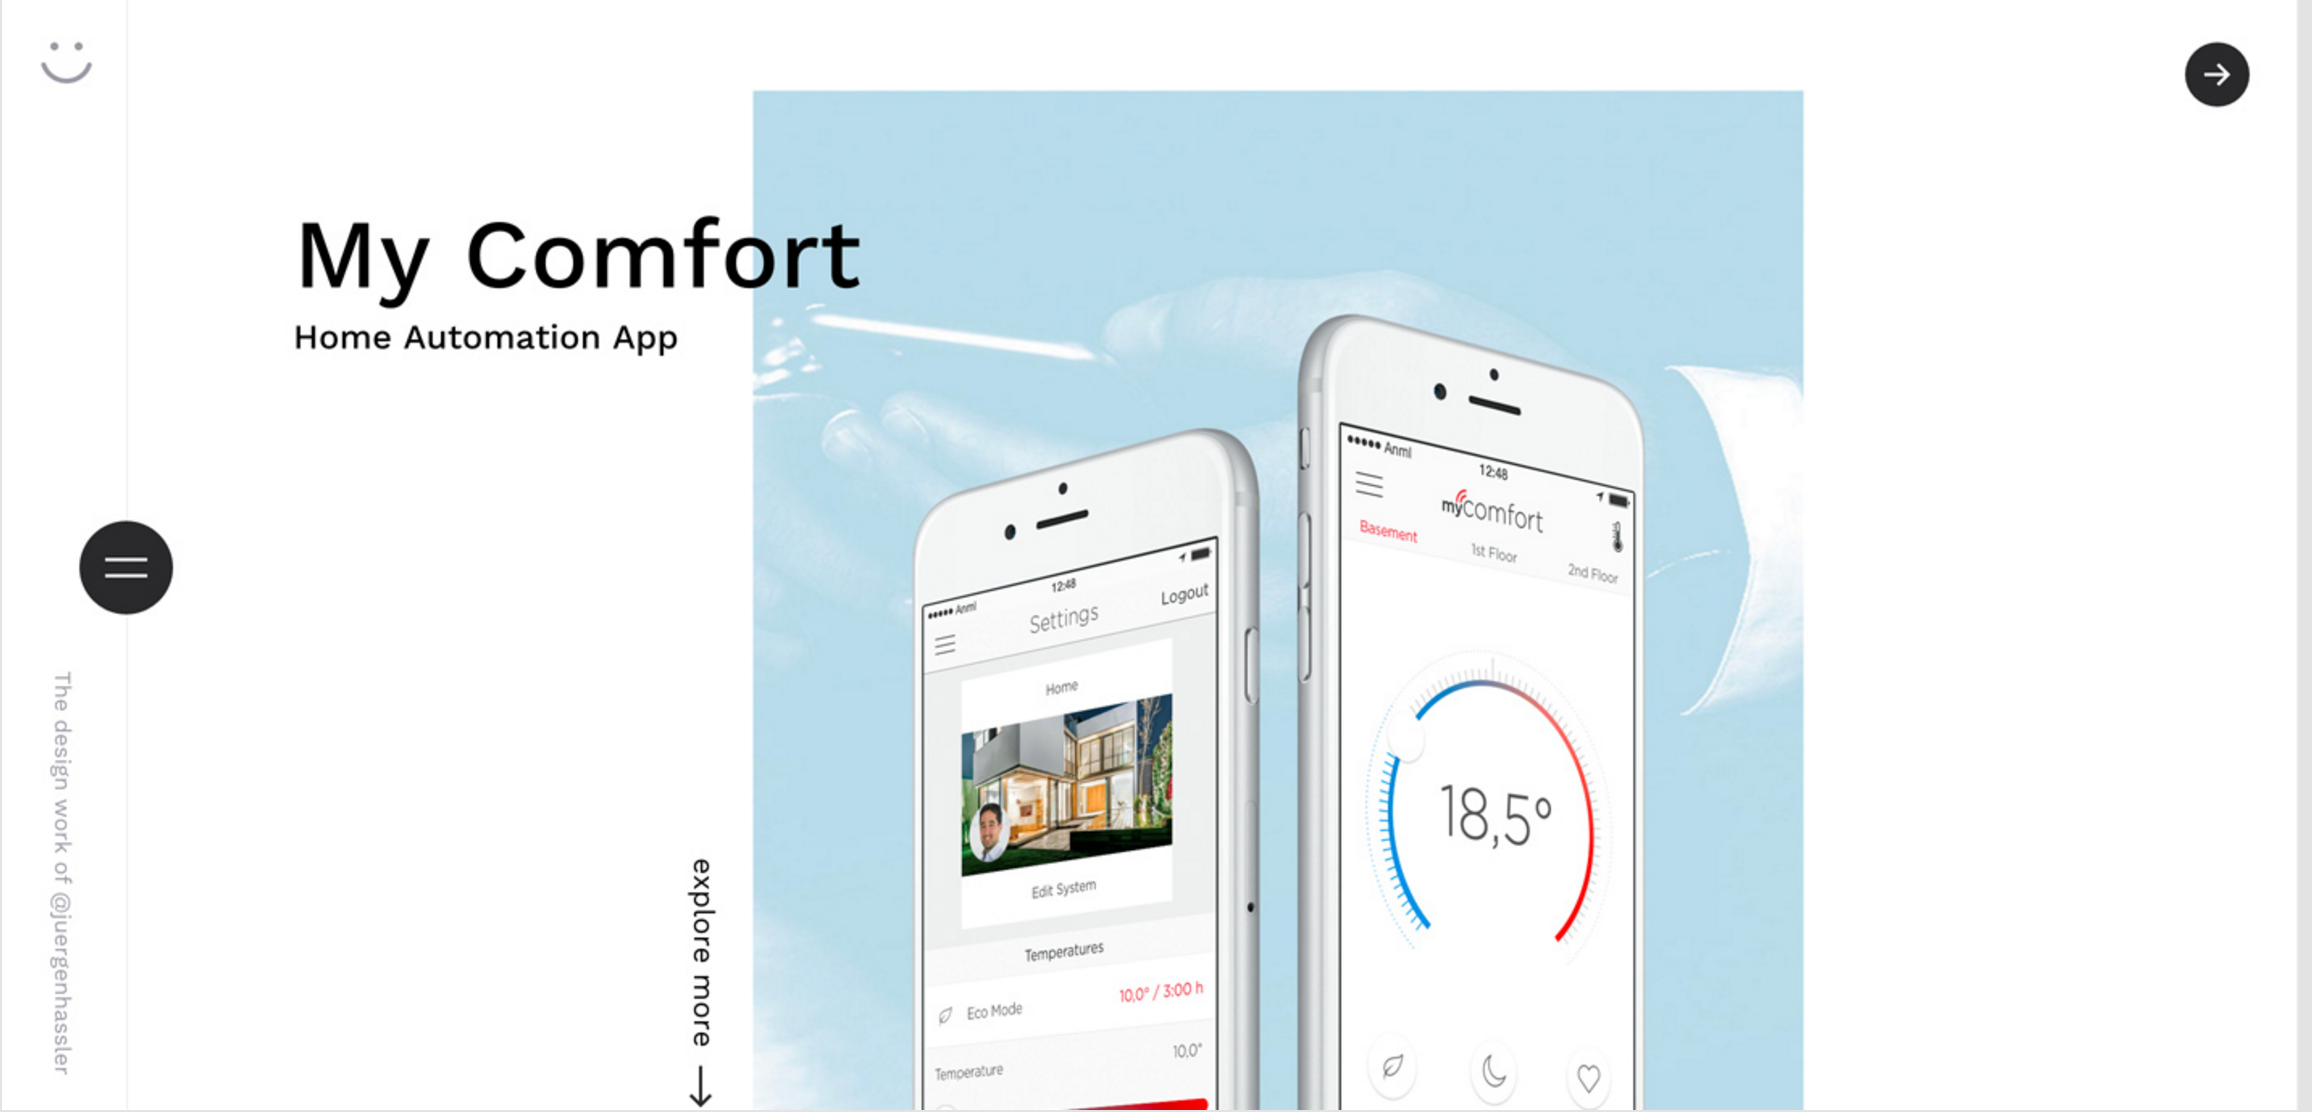 My Comfort
Home Automation App
The design work of @juergenhassler
explore more
Anml
12:48
Settings
Logout
Home
Edit System
Temperatures
Eco Mode
10,0° / 3:00 h
Temperature
10,0°
Anml
12:48
mycomfort
Basement
1st Floor
2nd Floor
18,5°